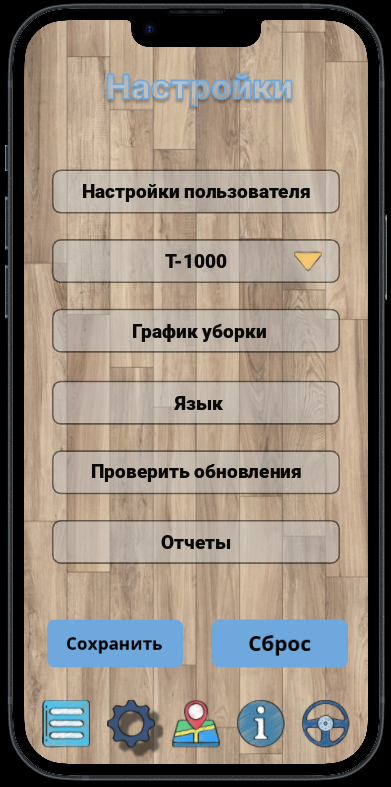 Настройки
Настройки пользователя
Т-1000
График уборки
Язык
Проверить обновления
Отчеты
Сохранить
Сброс